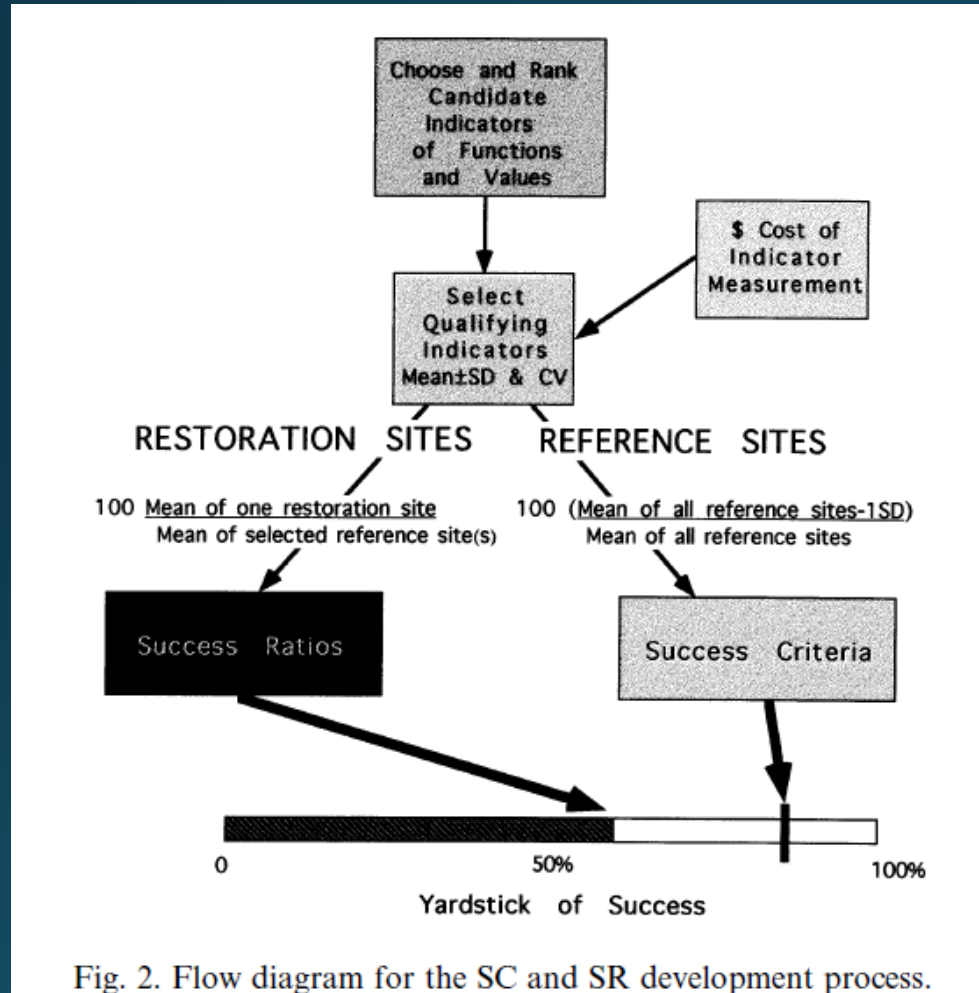 Choose and Rank
Candidate
Indicators
of Functions
and Values
$ Cost of
Indicator
Measurement
Select
Qualifying
Indicators
Mean±SD & CV
RESTORATION SITES
REFERENCE SITES
100 Mean of one restoration site
Mean of selected reference site(s)
100 (Mean of all reference sites-1SD)
Mean of all reference sites
Success Ratios
Success Criteria
0
50%
100%
Yardstick of Success
Fig. 2. Flow diagram for the SC and SR development process.